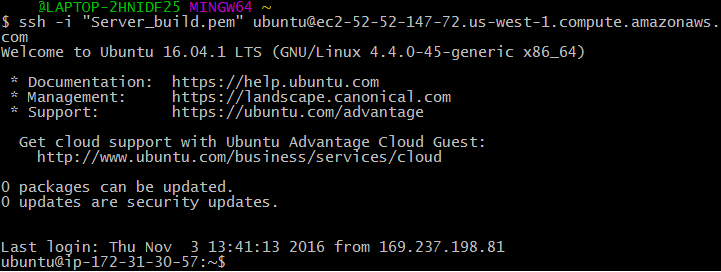 @LAPTOP-2HNIDF25 MINGW64 ~
$ ssh -i "Server_build.pem" ubuntu@ec2-52-52-147-72.us-west-1.compute.amazonaws.
com
Welcome to Ubuntu 16.04.1 LTS (GNU/Linux 4.4.0-45-generic x86_64)
* Documentation:  https://help.ubuntu.com
* Management:     https://landscape.canonical.com
* Support:        https://ubuntu.com/advantage
Get cloud support with Ubuntu Advantage Cloud Guest:
http://www.ubuntu.com/business/services/cloud
0 packages can be updated.
0 updates are security updates.
Last login: Thu Nov  3 13:41:13 2016 from 169.237.198.81
ubuntu@ip-172-31-30-57:~$